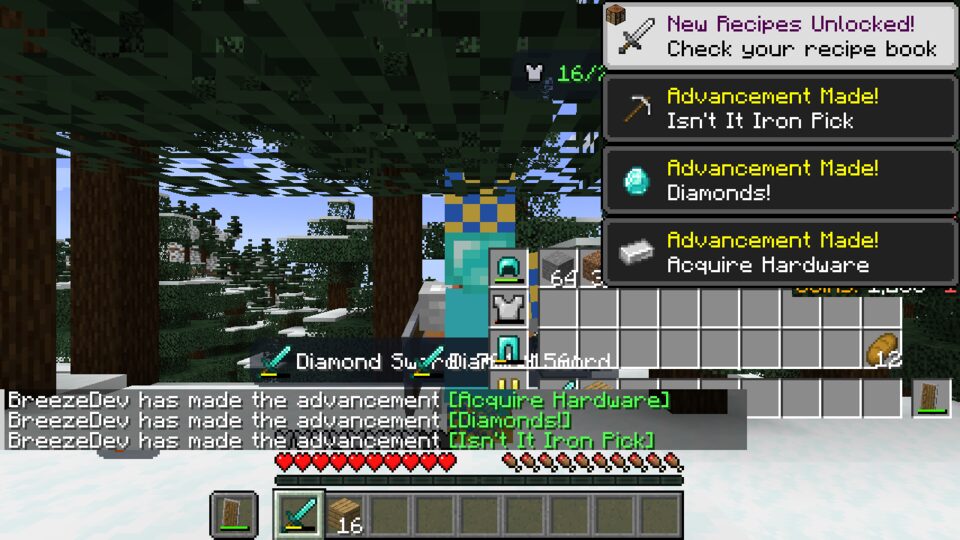 New Recipes Unlocked!
Check your recipe book
16/
Advancement Made!
Isn't It Iron Pick
Advancement Made!
Diamonds!
Advancement Made!
Acquire Hardware
64
12
Diamond
BreezeDev has made the advancement [Acquire Hardware]
BreezeDev has made the advancement [Diamonds!]
BreezeDev has made the advancement [Isn't It Iron Pick]
16